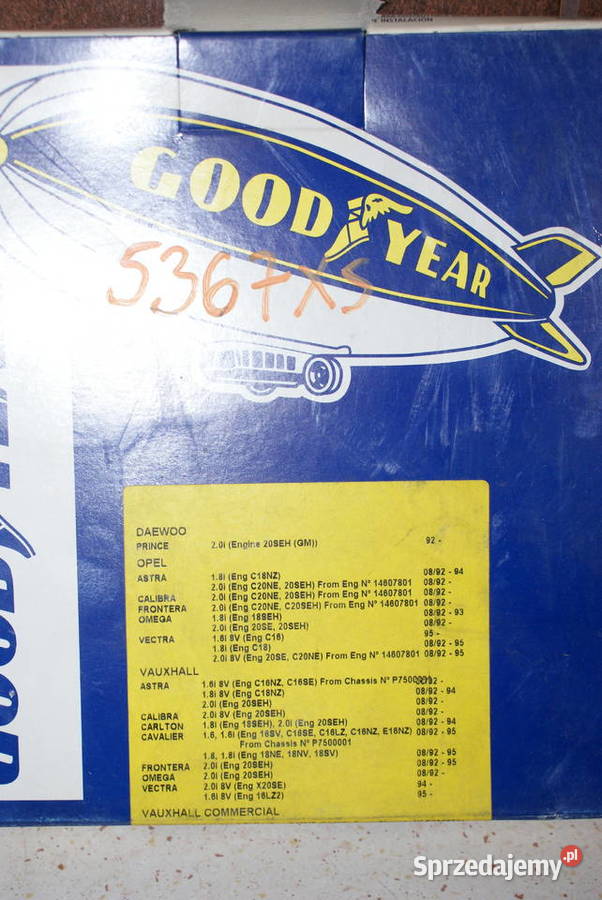 E INSTALACIÓN
GOOD YEAR
5367XS
GOOD YEAR
DAEWOO
PRINCE 2.0i (Engine 20SEH (GM)) 92 -
OPEL
ASTRA 1.8i (Eng C18NZ) 08/92 - 94
2.0i (Eng C20NE, 20SEH) From Eng N° 14607801 08/92 -
CALIBRA 2.0i (Eng C20NE, 20SEH) From Eng N° 14607801 08/92 -
FRONTERA 2.0i (Eng C20NE, C20SEH) From Eng N° 14607801 08/92 -
OMEGA 1.8i (Eng 18SEH) 08/92 - 93
2.0i (Eng 20SE, 20SEH) 08/92 -
VECTRA 1.6i 8V (Eng C16) 95 -
1.8i (Eng C18) 08/92 - 95
2.0i 8V (Eng 20SE, C20NE) From Eng N° 14607801 08/92 - 95
VAUXHALL
ASTRA 1.6i 8V (Eng C16NZ, C16SE) From Chassis N° P7500001 08/92 -
1.8i 8V (Eng C18NZ) 08/92 - 94
2.0i (Eng 20SEH) 08/92 -
CALIBRA 2.0i 8V (Eng 20SEH) 08/92 -
CARLTON 1.8i (Eng 18SEH), 2.0i (Eng 20SEH) 08/92 - 94
CAVALIER 1.6, 1.6i (Eng 16SV, C16SE, C16LZ, C16NZ, E16NZ) 08/92 - 95
From Chassis N° P7500001
1.8, 1.8i (Eng 18NE, 18NV, 18SV) 08/92 - 95
FRONTERA 2.0i (Eng 20SEH) 08/92 - 95
OMEGA 2.0i (Eng 20SEH) 08/92 -
VECTRA 2.0i 8V (Eng X20SE) 94 -
1.6i 8V (Eng 16LZ2) 95 -
VAUXHALL COMMERCIAL
Sprzedajemy.pl